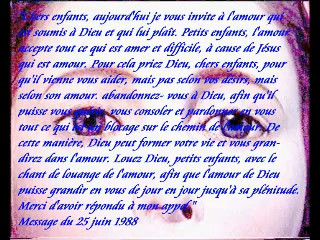 "Chers enfants, aujourd'hui je vous invite à l'amour qui
est soumis à Dieu et qui lui plaît. Petits enfants, l'amour
accepte tout ce qui est amer et difficile, à cause de Jésus
qui est amour. Pour cela priez Dieu, chers enfants, pour
qu'il vienne vous aider, mais pas selon vos désirs, mais
selon son amour. abandonnez- vous à Dieu, afin qu'il
puisse vous guérir, vous consoler et pardonner en vous
tout ce qui est un blocage sur le chemin de l'amour. De
cette manière, Dieu peut former votre vie et vous gran-
direz dans l'amour. Louez Dieu, petits enfants, avec le
chant de louange de l'amour, afin que l'amour de Dieu
puisse grandir en vous de jour en jour jusqu'à sa plénitude.
Merci d'avoir répondu à mon appel."
Message du 25 juin 1988